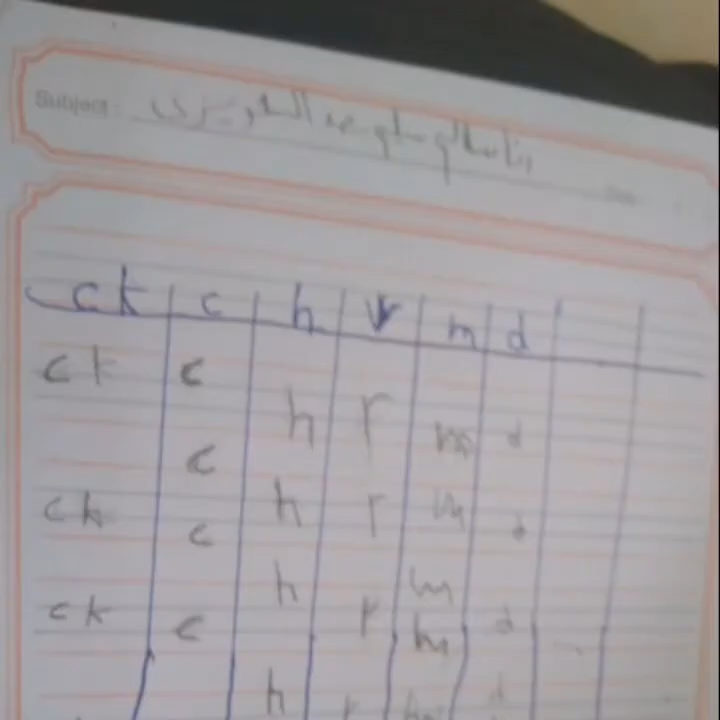 Subject:
ck c h r m d
ck c
h r m d
c
ck c h r m d
h m
ck c r m d
h r m d